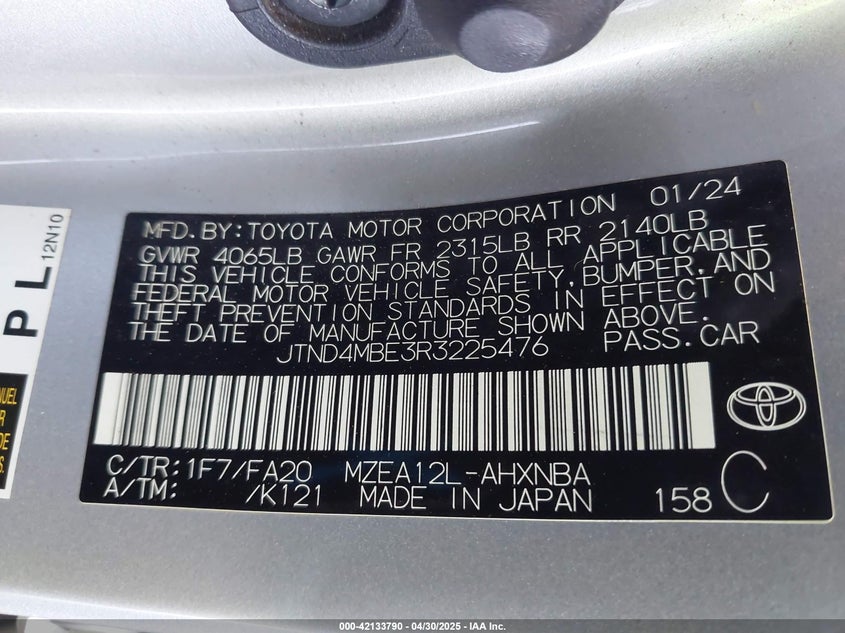 MFD. BY: TOYOTA MOTOR CORPORATION 01/24
GVWR 4065LB GAWR FR 2315LB RR 2140LB
THIS VEHICLE CONFORMS TO ALL APPLICABLE
FEDERAL MOTOR VEHICLE SAFETY, BUMPER, AND
THEFT PREVENTION STANDARDS IN EFFECT ON
THE DATE OF MANUFACTURE SHOWN ABOVE.
JTND4MBE3R3225476 PASS. CAR
C/TR: 1F7/FA20 MZEA12L-AHXNBA
A/TM: /K121 MADE IN JAPAN 158 C
P L
12N10
DE
000-42133790 - 04/30/2025 - IAA Inc.